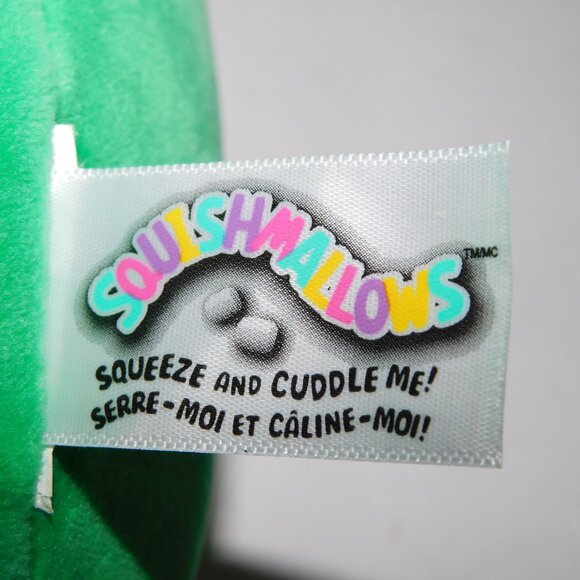 SQUISHMALLOWS TM/MC
SQUEEZE AND CUDDLE ME!
SERRE-MOI ET CÂLINE-MOI!